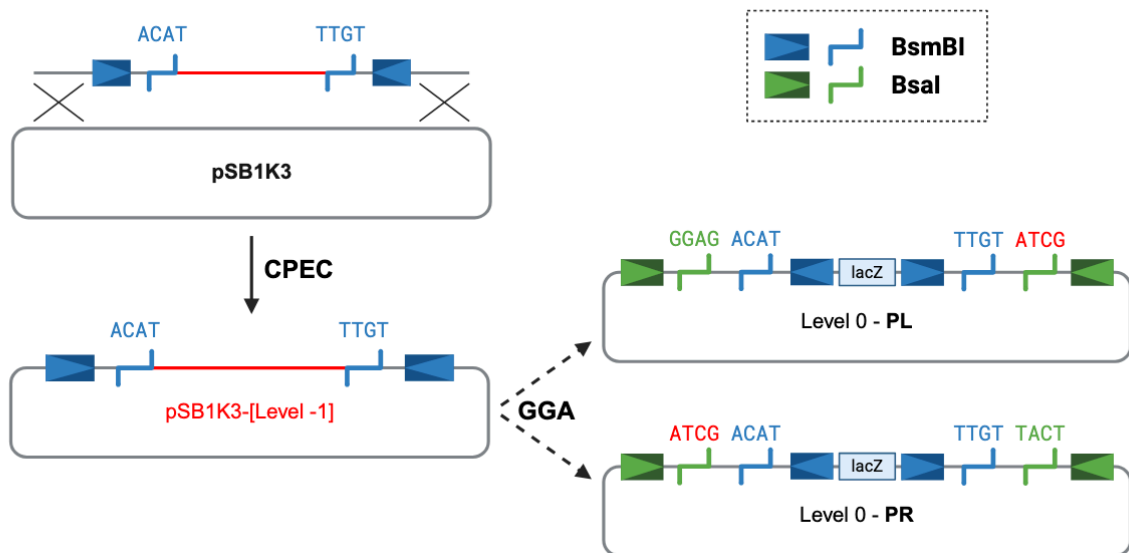 ACAT TTGT
BsmBI
BsaI
pSB1K3
CPEC
GGAG ACAT TTGT ATCG
lacZ
Level 0 - PL
ACAT TTGT
pSB1K3-[Level -1]
GGA
ATCG ACAT TTGT TACT
lacZ
Level 0 - PR